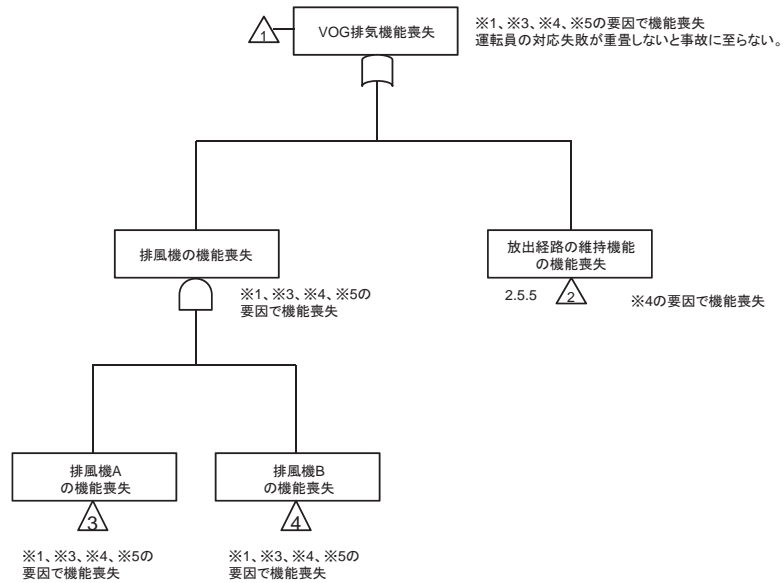 1
VOG排気機能喪失
※1、※3、※4、※5の要因で機能喪失
運転員の対応失敗が重畳しないと事故に至らない。
排風機の機能喪失
※1、※3、※4、※5の
要因で機能喪失
放出経路の維持機能
の機能喪失
2.5.5
2
※4の要因で機能喪失
排風機A
の機能喪失
3
※1、※3、※4、※5の
要因で機能喪失
排風機B
の機能喪失
4
※1、※3、※4、※5の
要因で機能喪失